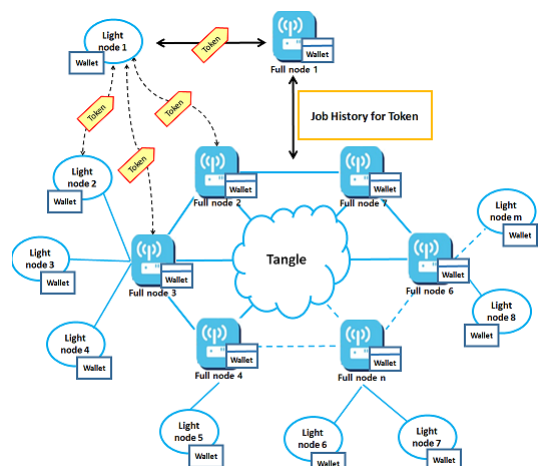 Light
node 1
Wallet
Token
Wallet
Full node 1
Token
Token
Token
Job History for Token
Light
node 2
Wallet
Wallet
Full node 2
Wallet
Full node 7
Light
node m
Wallet
Light
node 3
Wallet
Wallet
Full node 3
Tangle
Wallet
Full node 6
Light
node 8
Wallet
Light
node 4
Wallet
Wallet
Full node 4
Wallet
Full node n
Light
node 5
Wallet
Light
node 6
Wallet
Light
node 7
Wallet